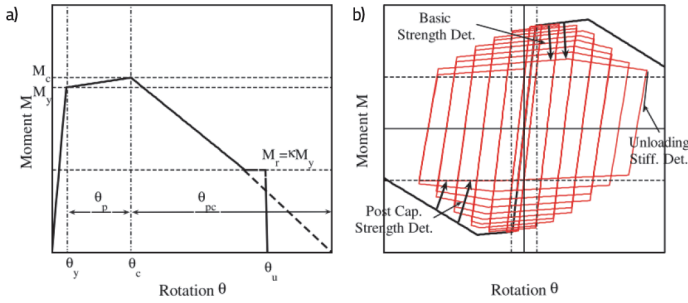 a)
Moment M
M_c
M_y
M_r=κM_y
θ_p
θ_pc
θ_y
θ_c
θ_u
Rotation θ
b)
Moment M
Basic
Strength Det.
Unloading
Stiff. Det.
Post Cap.
Strength Det.
Rotation θ